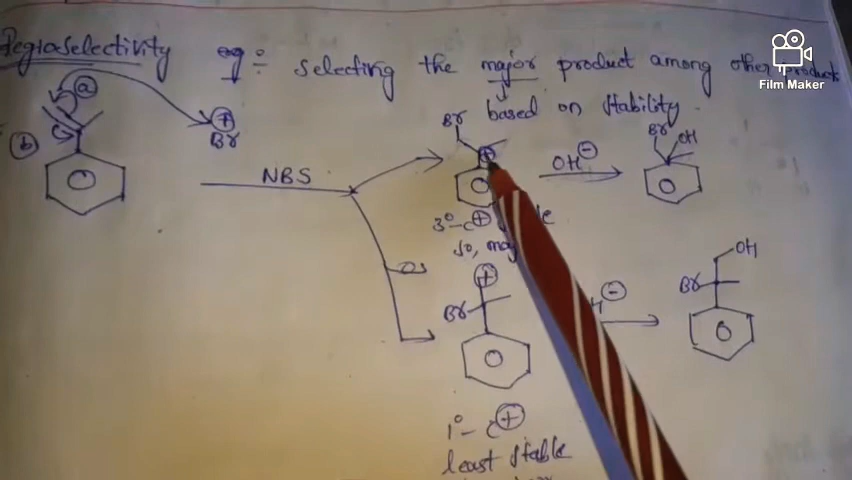 RegioSelectivity eg:- selecting the major product among other products
Film Maker
based on stability.
(a)
(b)
⊕
Br
NBS
Br
⊕
OH⊖
Br OH
3°-C⊕
so,
⊕
Br
⊖
OH
Br
1°-C⊕
least stable